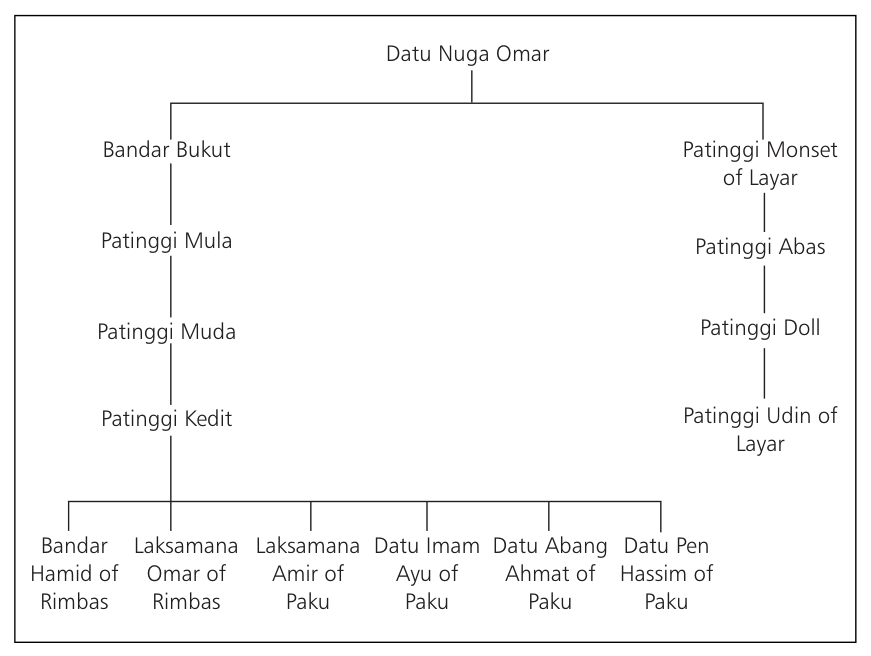 Datu Nuga Omar
Bandar Bukut
Patinggi Monset
of Layar
Patinggi Mula
Patinggi Abas
Patinggi Muda
Patinggi Doll
Patinggi Kedit
Patinggi Udin of
Layar
Bandar
Hamid of
Rimbas
Laksamana
Omar of
Rimbas
Laksamana
Amir of
Paku
Datu Imam
Ayu of
Paku
Datu Abang
Ahmat of
Paku
Datu Pen
Hassim of
Paku